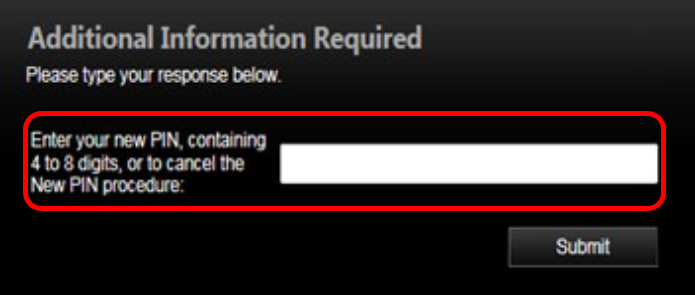 Additional Information Required
Please type your response below.
Enter your new PIN, containing
4 to 8 digits, or to cancel the
New PIN procedure:
Submit